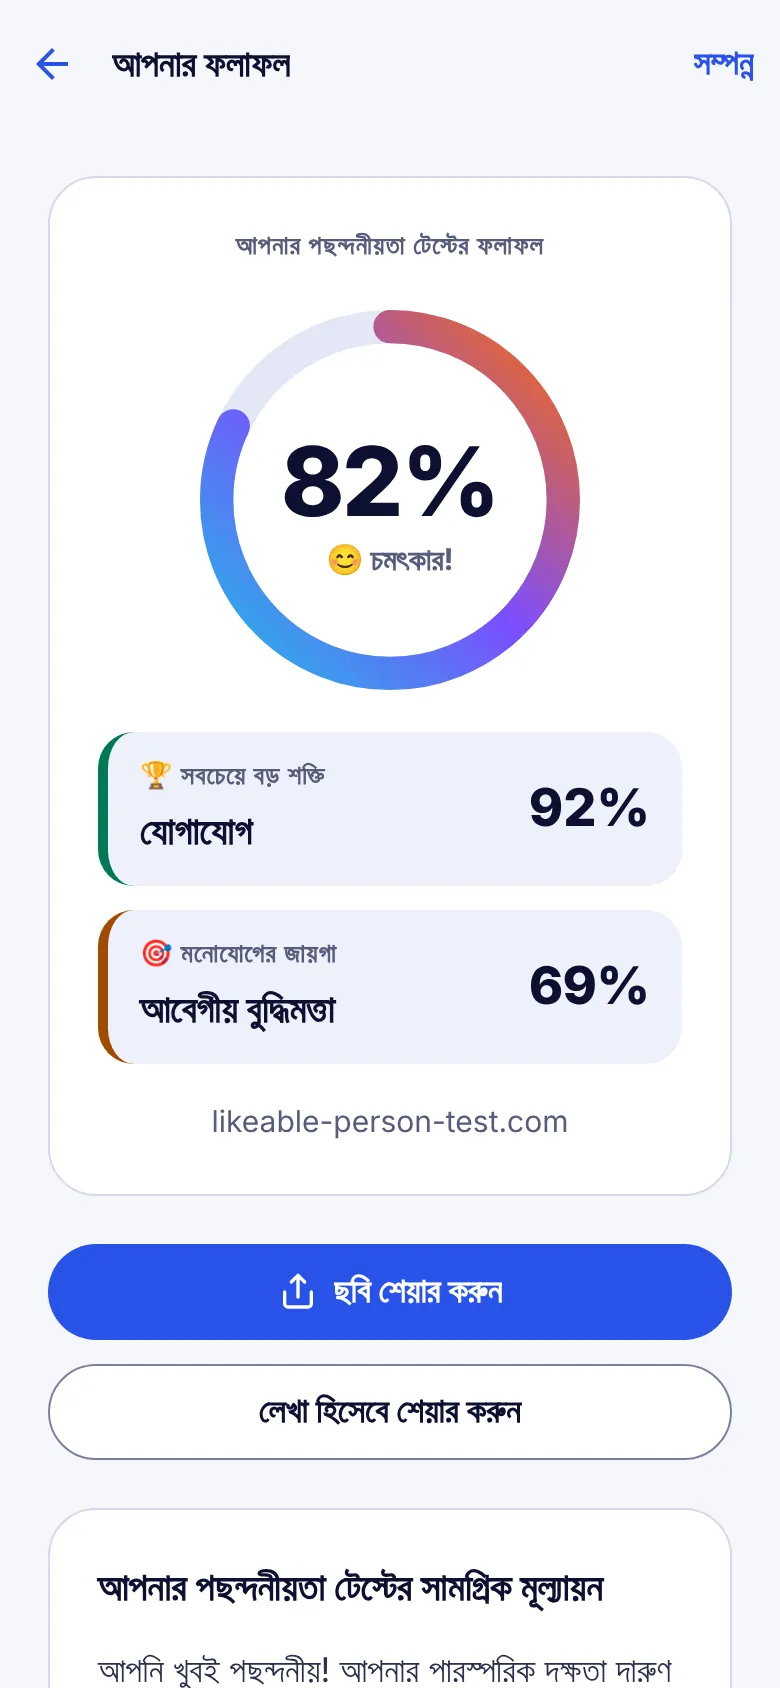 আপনার ফলাফল
সম্পন্ন
আপনার পছন্দনীয়তা টেস্টের ফলাফল
82%
😊 চমৎকার!
🏆 সবচেয়ে বড় শক্তি
যোগাযোগ
92%
🎯 মনোযোগের জায়গা
আবেগীয় বুদ্ধিমত্তা
69%
likeable-person-test.com
ছবি শেয়ার করুন
লেখা হিসেবে শেয়ার করুন
আপনার পছন্দনীয়তা টেস্টের সামগ্রিক মূল্যায়ন
আপনি খুবই পছন্দনীয়! আপনার পারস্পরিক দক্ষতা দারুণ